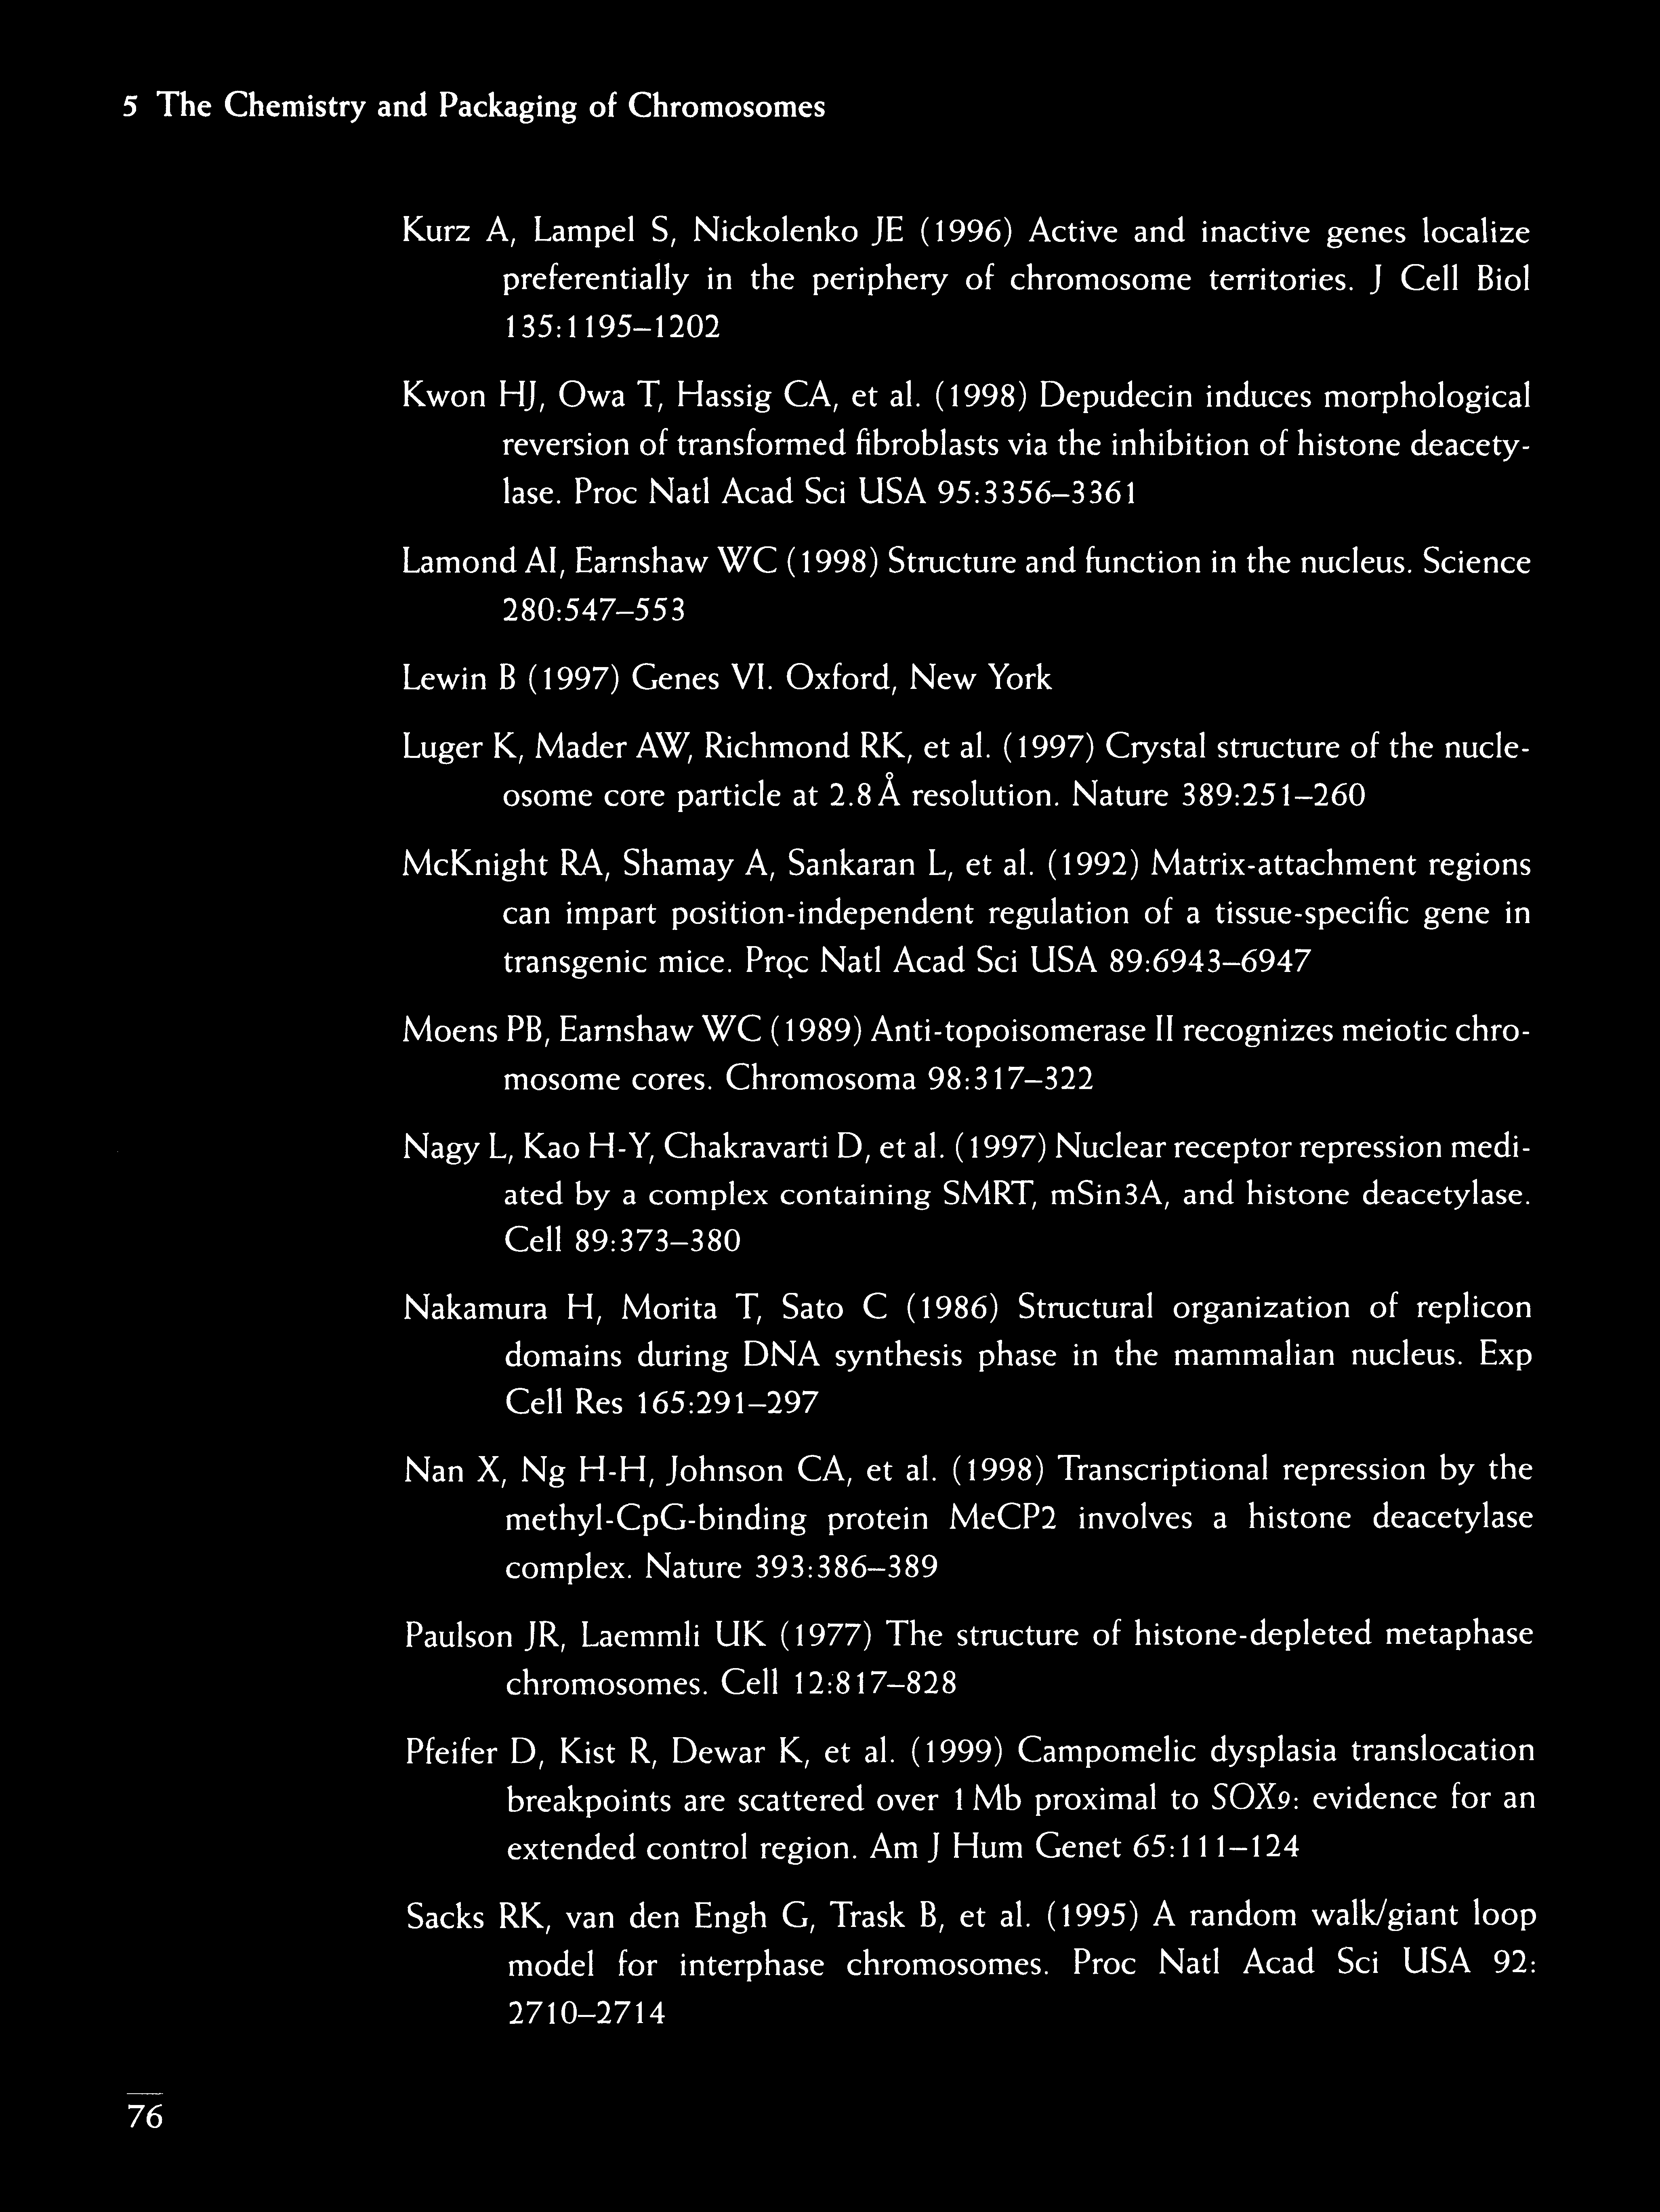 5 The Chemistry and Packaging of Chromosomes
Kurz A, Lampel S, Nickolenko JE (1996) Active and inactive genes localize
preferentially in the periphery of chromosome territories. J Cell Biol
135:1195–1202
Kwon HJ, Owa T, Hassig CA, et al. (1998) Depudecin induces morphological
reversion of transformed fibroblasts via the inhibition of histone deacety-
lase. Proc Natl Acad Sci USA 95:3356–3361
Lamond AI, Earnshaw WC (1998) Structure and function in the nucleus. Science
280:547–553
Lewin B (1997) Genes VI. Oxford, New York
Luger K, Mader AW, Richmond RK, et al. (1997) Crystal structure of the nucle-
osome core particle at 2.8 Å resolution. Nature 389:251–260
McKnight RA, Shamay A, Sankaran L, et al. (1992) Matrix-attachment regions
can impart position-independent regulation of a tissue-specific gene in
transgenic mice. Proc Natl Acad Sci USA 89:6943–6947
Moens PB, Earnshaw WC (1989) Anti-topoisomerase II recognizes meiotic chro-
mosome cores. Chromosoma 98:317–322
Nagy L, Kao H-Y, Chakravarti D, et al. (1997) Nuclear receptor repression medi-
ated by a complex containing SMRT, mSin3A, and histone deacetylase.
Cell 89:373–380
Nakamura H, Morita T, Sato C (1986) Structural organization of replicon
domains during DNA synthesis phase in the mammalian nucleus. Exp
Cell Res 165:291–297
Nan X, Ng H-H, Johnson CA, et al. (1998) Transcriptional repression by the
methyl-CpG-binding protein MeCP2 involves a histone deacetylase
complex. Nature 393:386–389
Paulson JR, Laemmli UK (1977) The structure of histone-depleted metaphase
chromosomes. Cell 12:817–828
Pfeifer D, Kist R, Dewar K, et al. (1999) Campomelic dysplasia translocation
breakpoints are scattered over 1 Mb proximal to SOX9: evidence for an
extended control region. Am J Hum Genet 65:111–124
Sacks RK, van den Engh G, Trask B, et al. (1995) A random walk/giant loop
model for interphase chromosomes. Proc Natl Acad Sci USA 92:
2710–2714
76